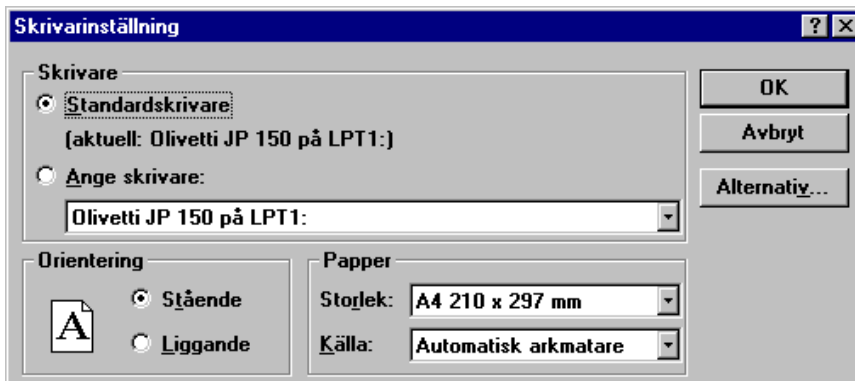 Skrivarinställning
Skrivare
Standardskrivare
(aktuell: Olivetti JP 150 på LPT1:)
Ange skrivare:
Olivetti JP 150 på LPT1:
OK
Avbryt
Alternativ...
Orientering
A
Stående
Liggande
Papper
Storlek: A4 210 x 297 mm
Källa: Automatisk arkmatare